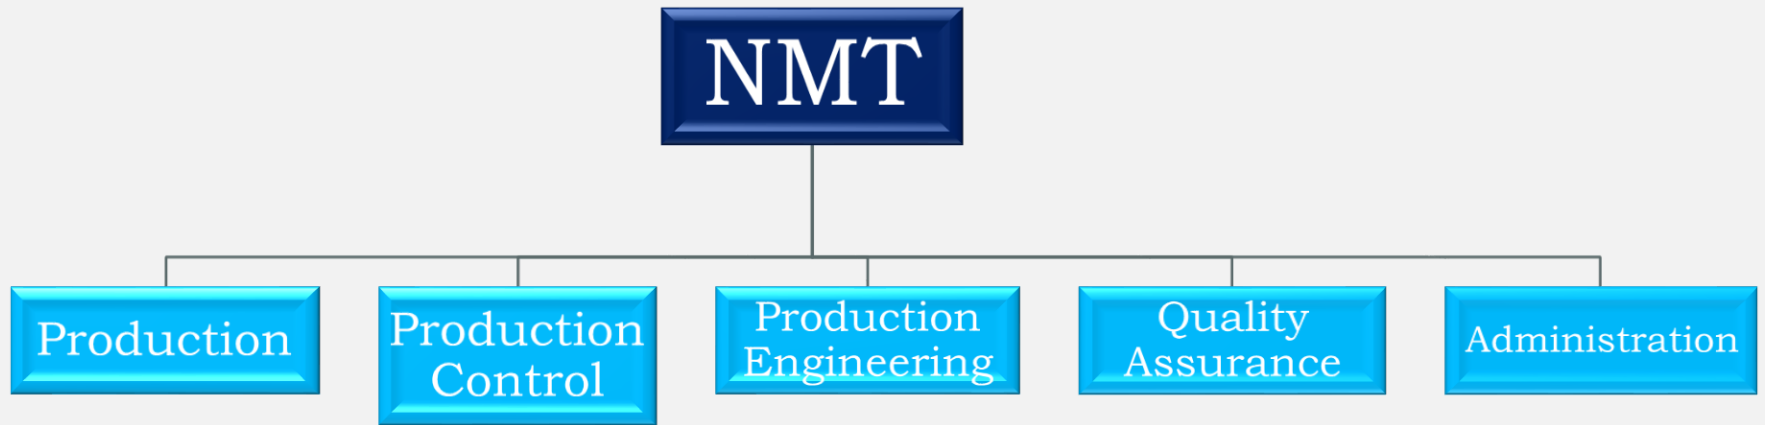 NMT
Production
Production
Control
Production
Engineering
Quality
Assurance
Administration